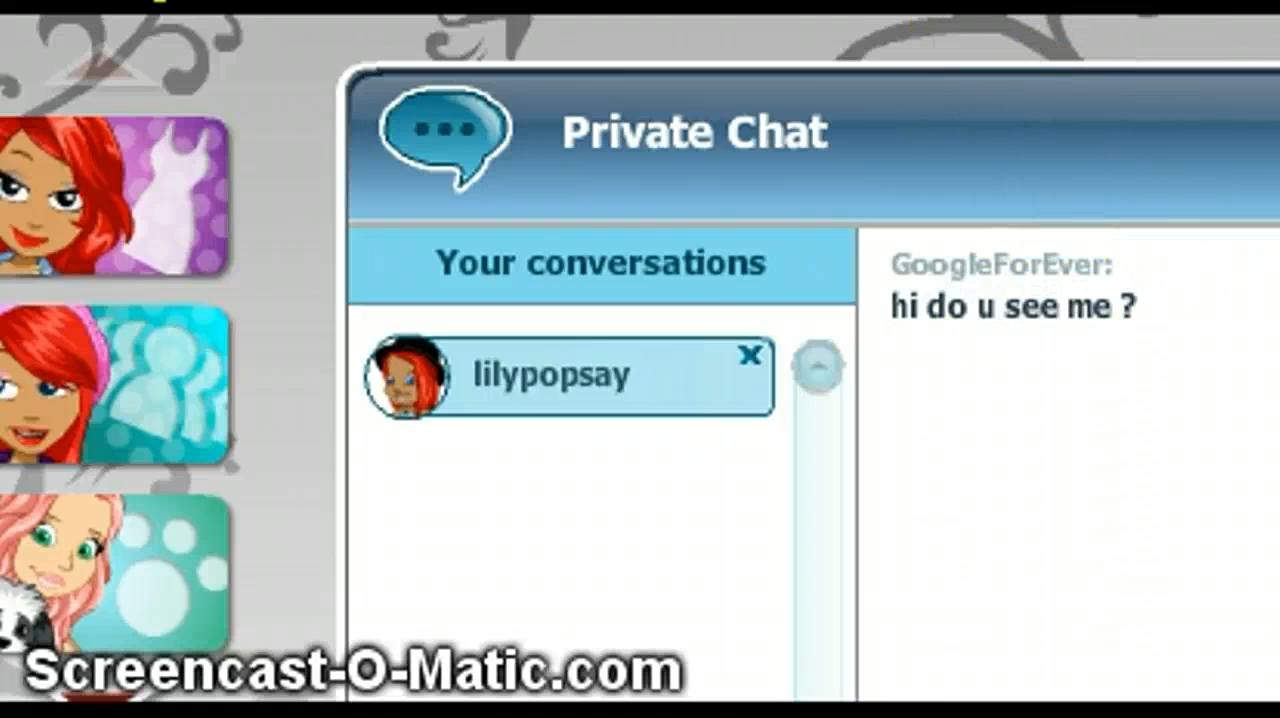 Private Chat
Your conversations
GoogleForEver:
hi do u see me ?
lilypopsay
x
Screencast-O-Matic.com